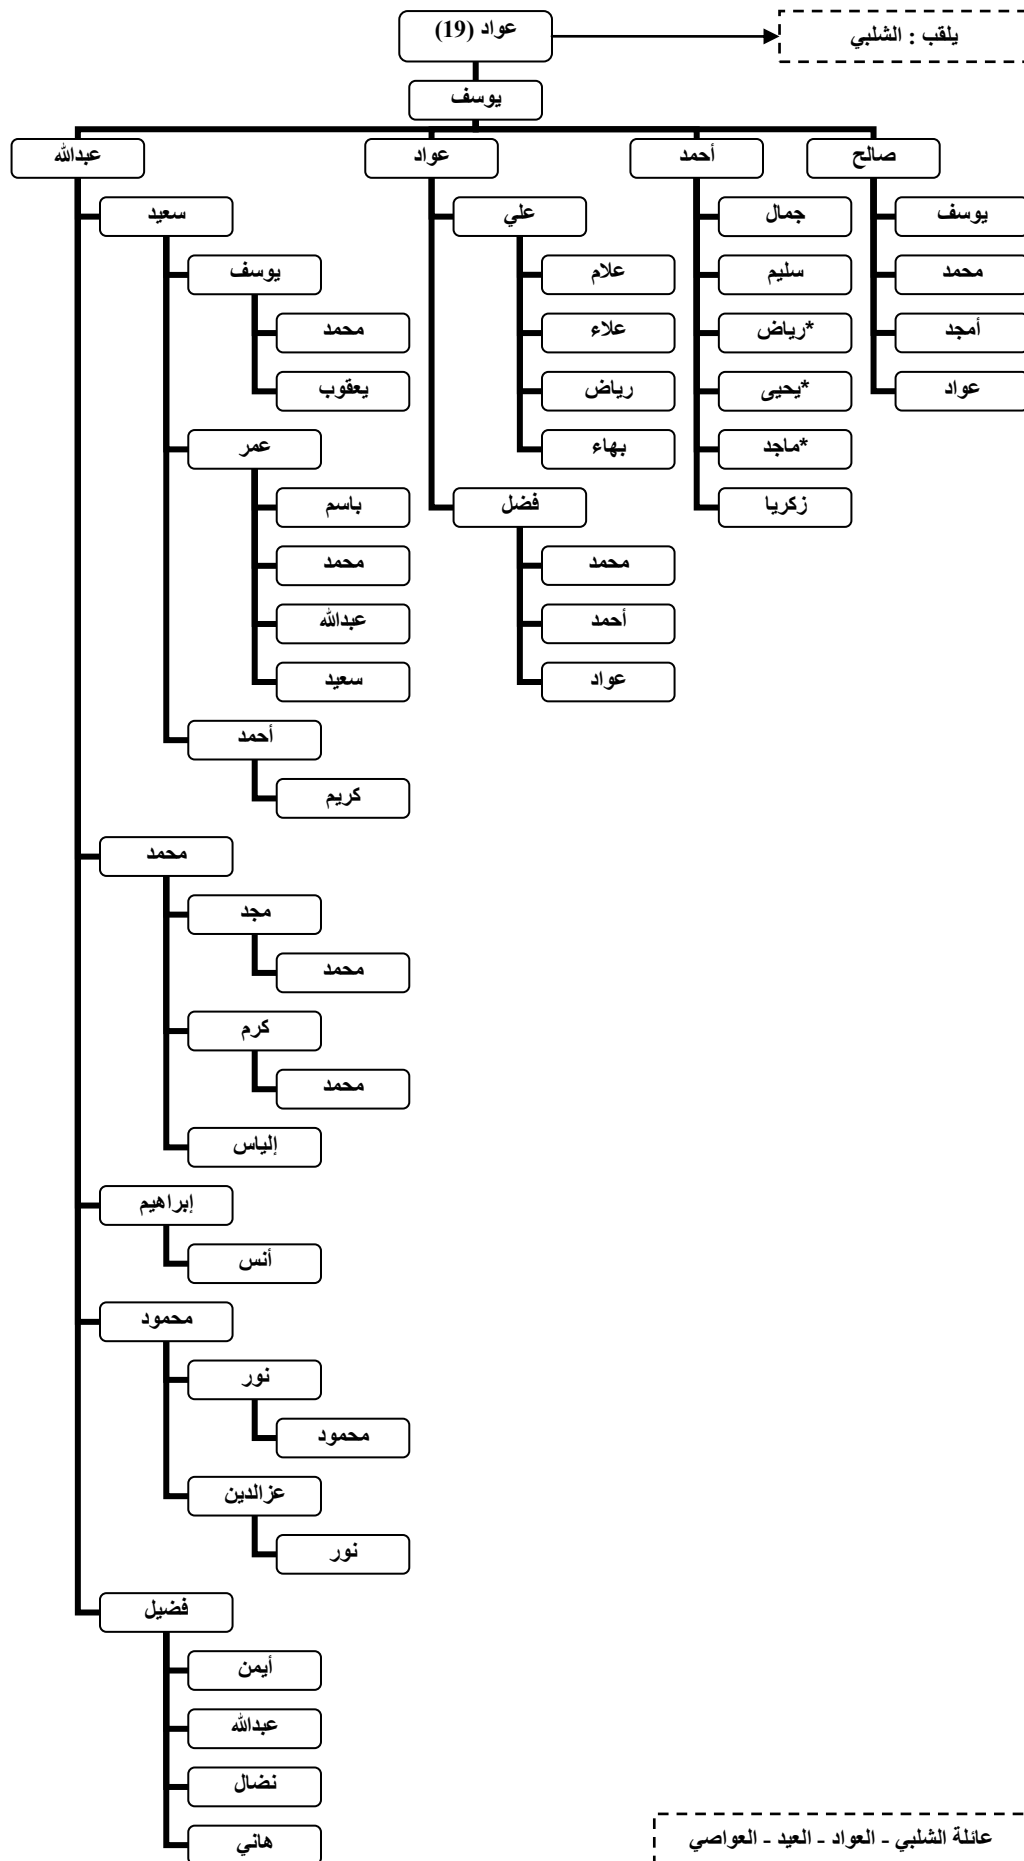 عواد (19)
يلقب : الشلبي
يوسف
صالح
أحمد
عواد
عبدالله
يوسف
محمد
أمجد
عواد
جمال
سليم
*رياض
*يحيى
*ماجد
زكريا
علي
علام
علاء
رياض
بهاء
فضل
محمد
أحمد
عواد
سعيد
يوسف
محمد
يعقوب
عمر
باسم
محمد
عبدالله
سعيد
أحمد
كريم
محمد
مجد
محمد
كرم
محمد
إلياس
إبراهيم
أنس
محمود
نور
محمود
عزالدين
نور
فضيل
أيمن
عبدالله
نضال
هاني
عائلة الشلبي - العواد - العيد - العواصي